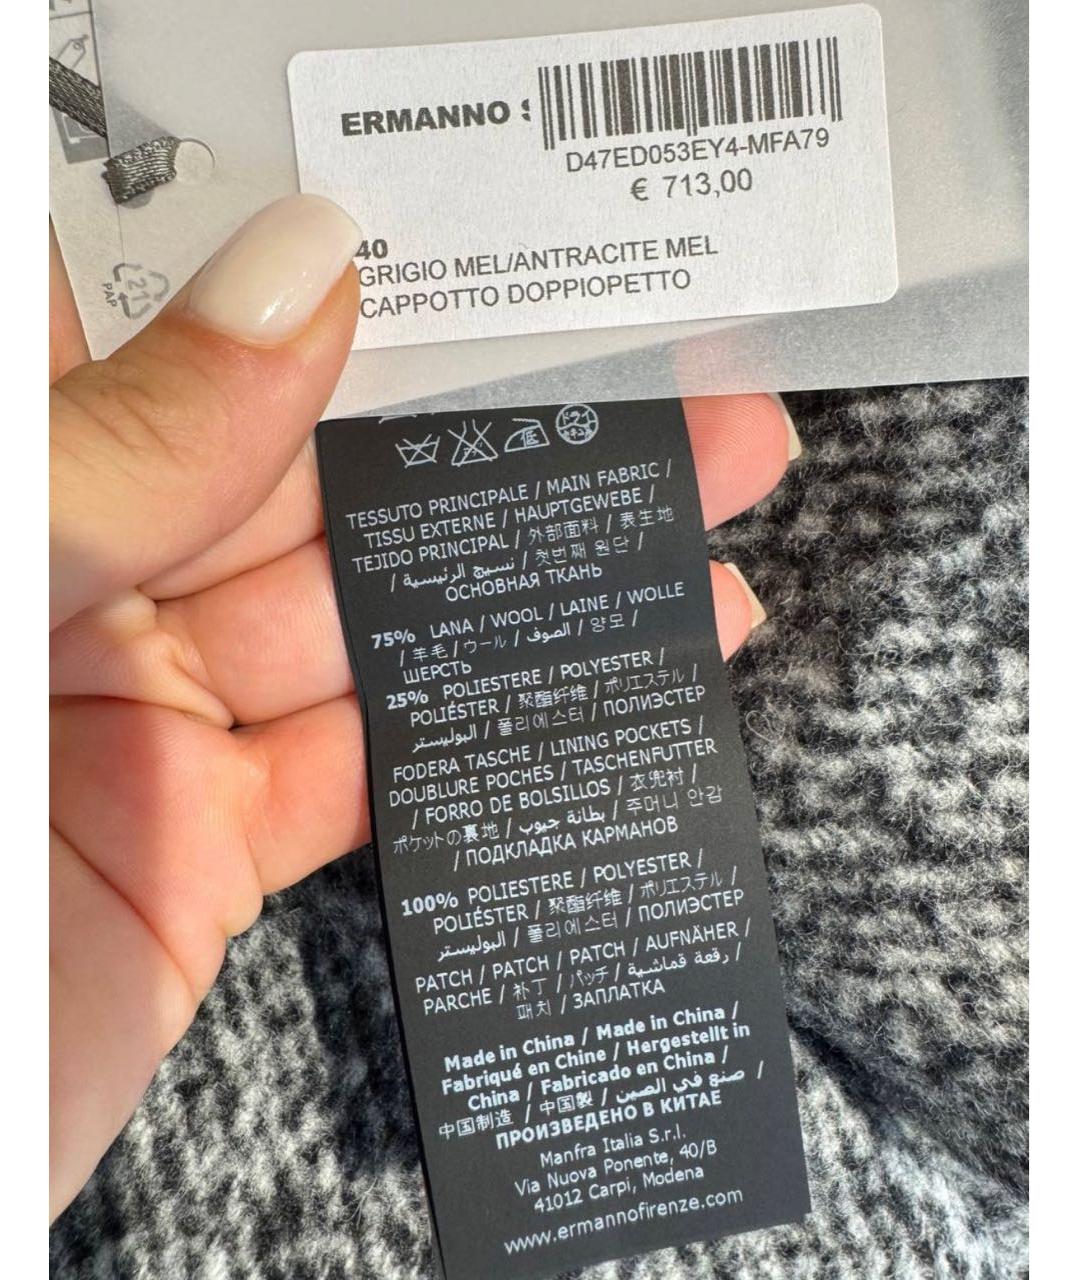 ERMANNO S
D47ED053EY4-MFA79
€ 713,00
40
GRIGIO MEL/ANTRACITE MEL
CAPPOTTO DOPPIOPETTO
21
PAP
ドライ
低
TESSUTO PRINCIPALE / MAIN FABRIC /
TISSU EXTERNE / HAUPTGEWEBE /
TEJIDO PRINCIPAL / 外部面料 / 表生地
/ نسيج الرئيسية / 첫번째 원단 /
ОСНОВНАЯ ТКАНЬ
75% LANA / WOOL / LAINE / WOLLE
/ 羊毛 / ウール / الصوف / 양모 /
ШЕРСТЬ
25% POLIESTERE / POLYESTER /
POLIÉSTER / 聚酯纤维 / ポリエステル /
البوليستر / 폴리에스터 / ПОЛИЭСТЕР
FODERA TASCHE / LINING POCKETS /
DOUBLURE POCHES / TASCHENFUTTER
/ FORRO DE BOLSILLOS / 衣兜衬 /
ポケットの裏地 / بطانة جيوب / 주머니 안감
/ ПОДКЛАДКА КАРМАНОВ
100% POLIESTERE / POLYESTER /
POLIÉSTER / 聚酯纤维 / ポリエステル /
البوليستر / 폴리에스터 / ПОЛИЭСТЕР
PATCH / PATCH / PATCH / AUFNÄHER /
PARCHE / 补丁 / パッチ / رقعة قماشية /
패치 / ЗАПЛАТКА
Made in China / Made in China /
Fabriqué en Chine / Hergestellt in
China / Fabricado en China /
中国制造 / 中国製 / صنع في الصين /
ПРОИЗВЕДЕНО В КИТАЕ
Manfra Italia S.r.l.
Via Nuova Ponente, 40/B
41012 Carpi, Modena
www.ermannofirenze.com